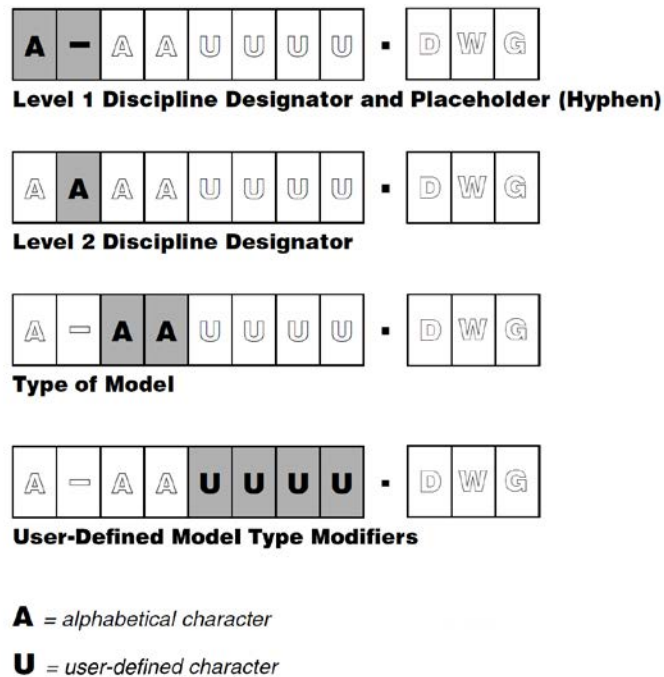 A - A A U U U U . D W G
Level 1 Discipline Designator and Placeholder (Hyphen)
A A A A U U U U . D W G
Level 2 Discipline Designator
A - A A U U U U . D W G
Type of Model
A - A A U U U U . D W G
User-Defined Model Type Modifiers
A = alphabetical character
U = user-defined character